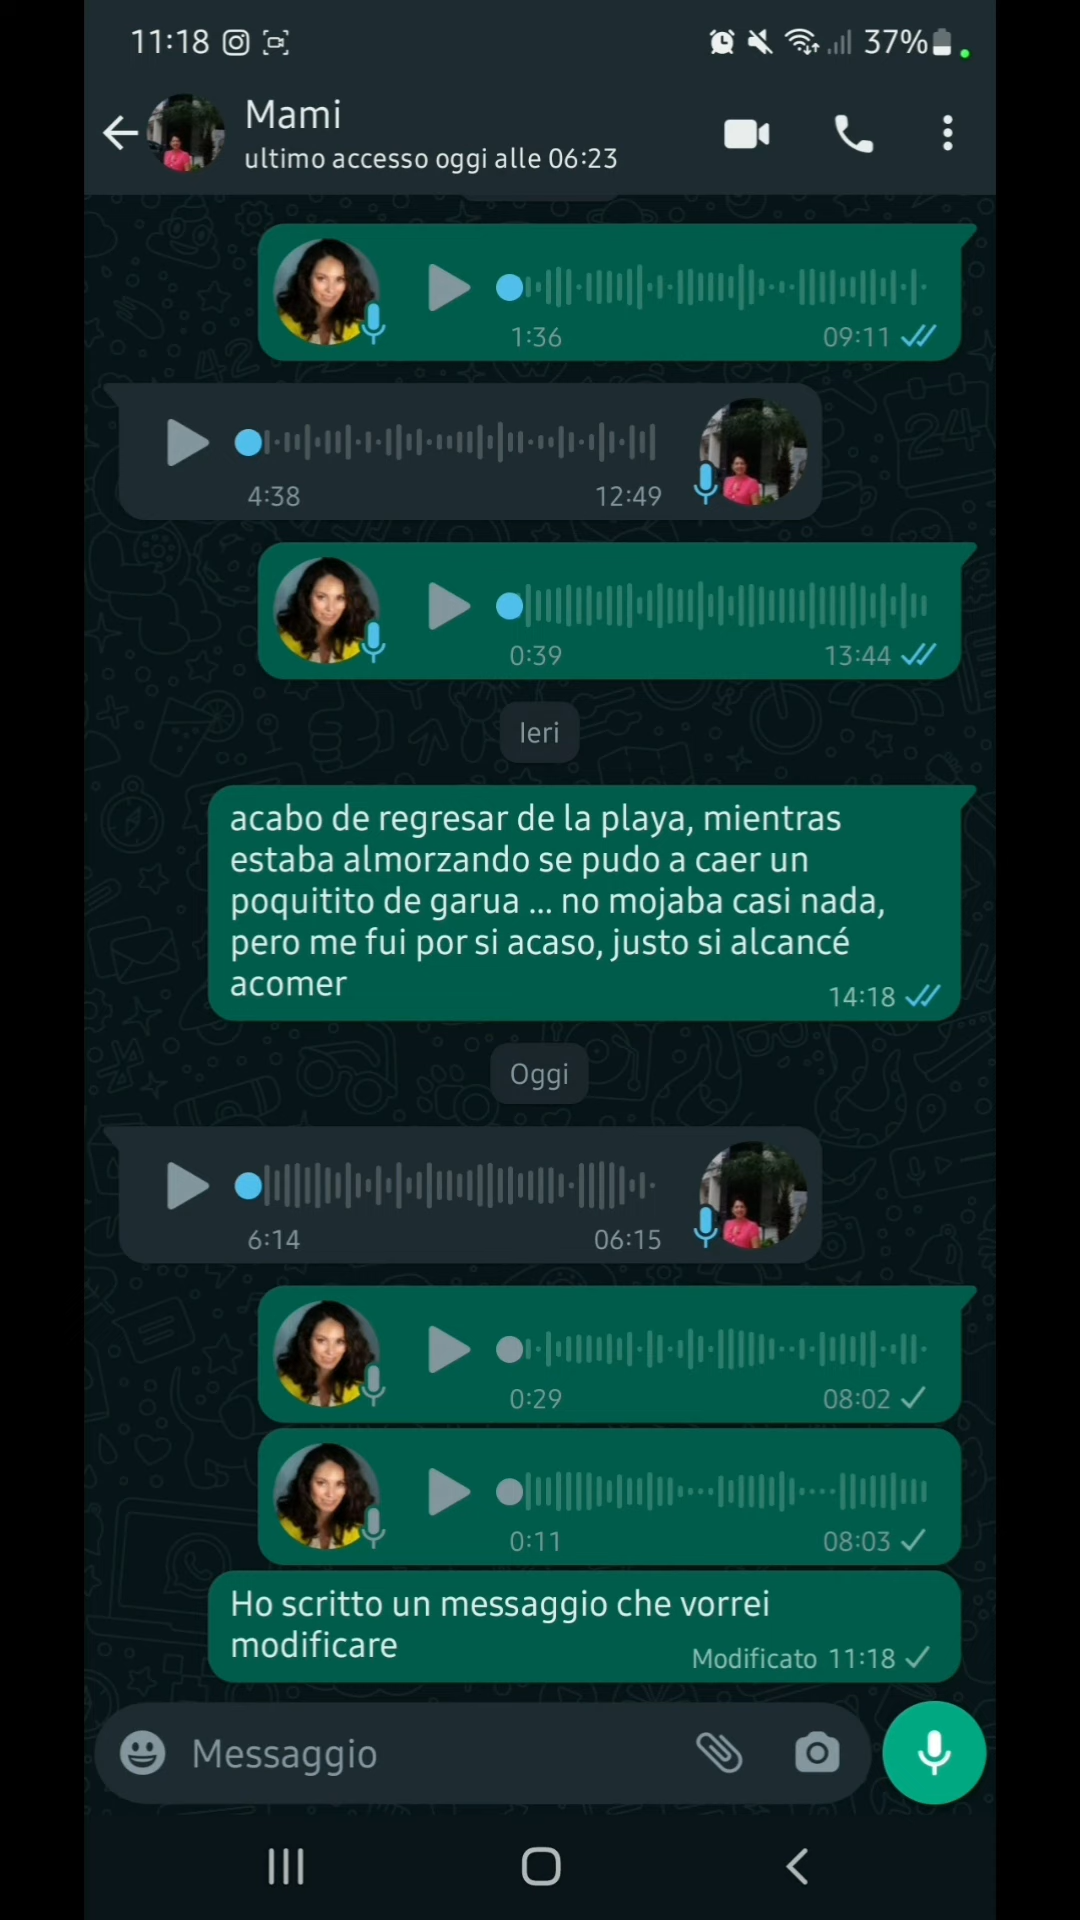 11:18 37%
Mami
ultimo accesso oggi alle 06:23
1:36 09:11
4:38 12:49
0:39 13:44
Ieri
acabo de regresar de la playa, mientras
estaba almorzando se pudo a caer un
poquitito de garua ... no mojaba casi nada,
pero me fui por si acaso, justo si alcancé
acomer
14:18
Oggi
6:14 06:15
0:29 08:02
0:11 08:03
Ho scritto un messaggio che vorrei
modificare
Modificato 11:18
Messaggio